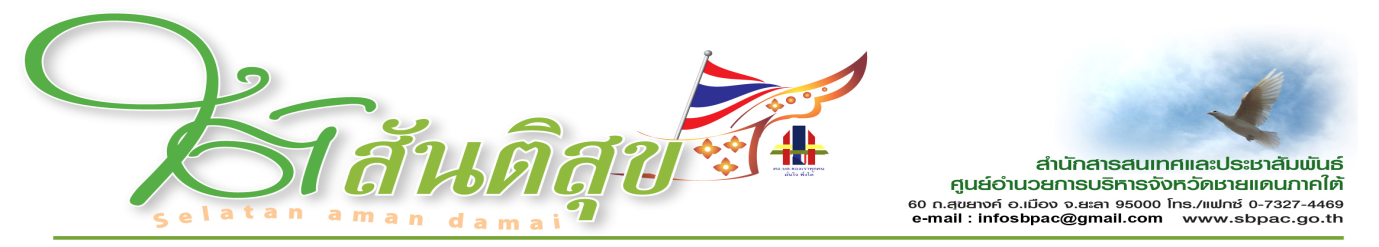 ใต้สันติสุข
Selatan aman damai
สำนักสารสนเทศและประชาสัมพันธ์
ศูนย์อำนวยการบริหารจังหวัดชายแดนภาคใต้
60 ถ.สุขยางค์ อ.เมือง จ.ยะลา 95000 โทร./แฟกซ์ 0-7327-4469
e-mail : infosbpac@gmail.com www.sbpac.go.th